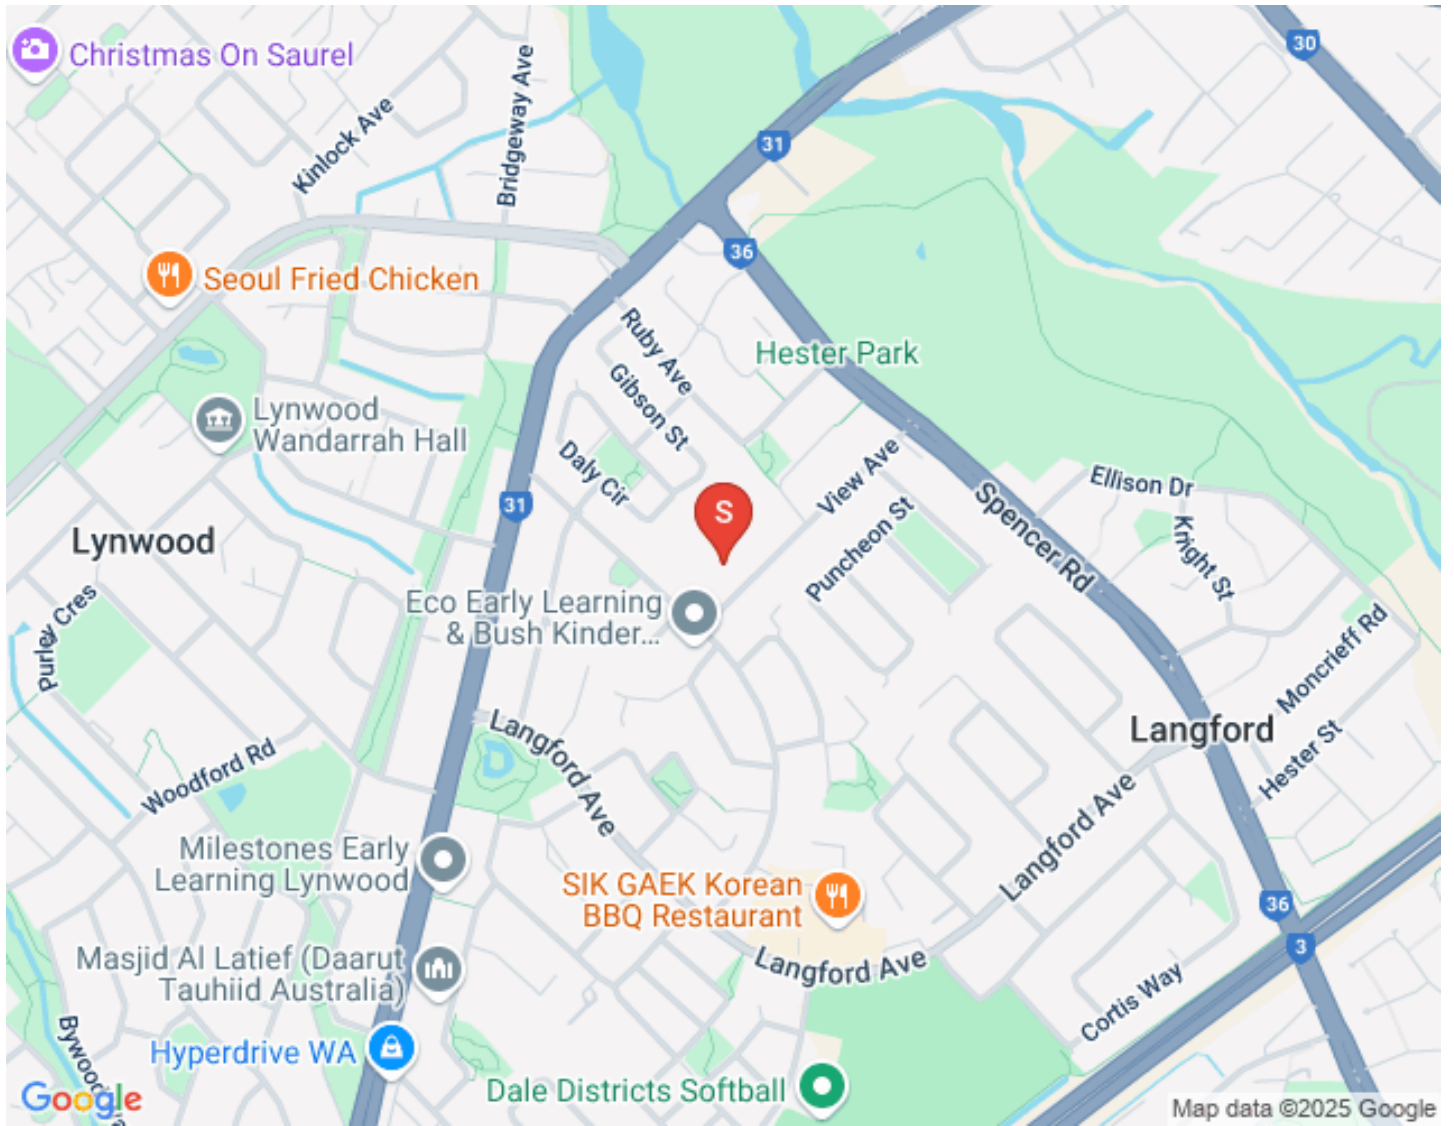 Christmas On Saurel
Kinlock Ave
Bridgeway Ave
30
31
36
Seoul Fried Chicken
Ruby Ave
Hester Park
Gibson St
Lynwood
Wandarrah Hall
Daly Cir
View Ave
Ellison Dr
31
S
Spencer Rd
Puncheon St
Knight St
Lynwood
Purley Cres
Eco Early Learning
& Bush Kinder...
Moncrieff Rd
Langford
Hester St
Langford Ave
Woodford Rd
Langford Ave
Milestones Early
Learning Lynwood
SIK GAEK Korean
BBQ Restaurant
36
3
Masjid Al Latief (Daarut
Tauhiid Australia)
Langford Ave
Cortis Way
Hyperdrive WA
Dale Districts Softball
Google
Map data ©2025 Google